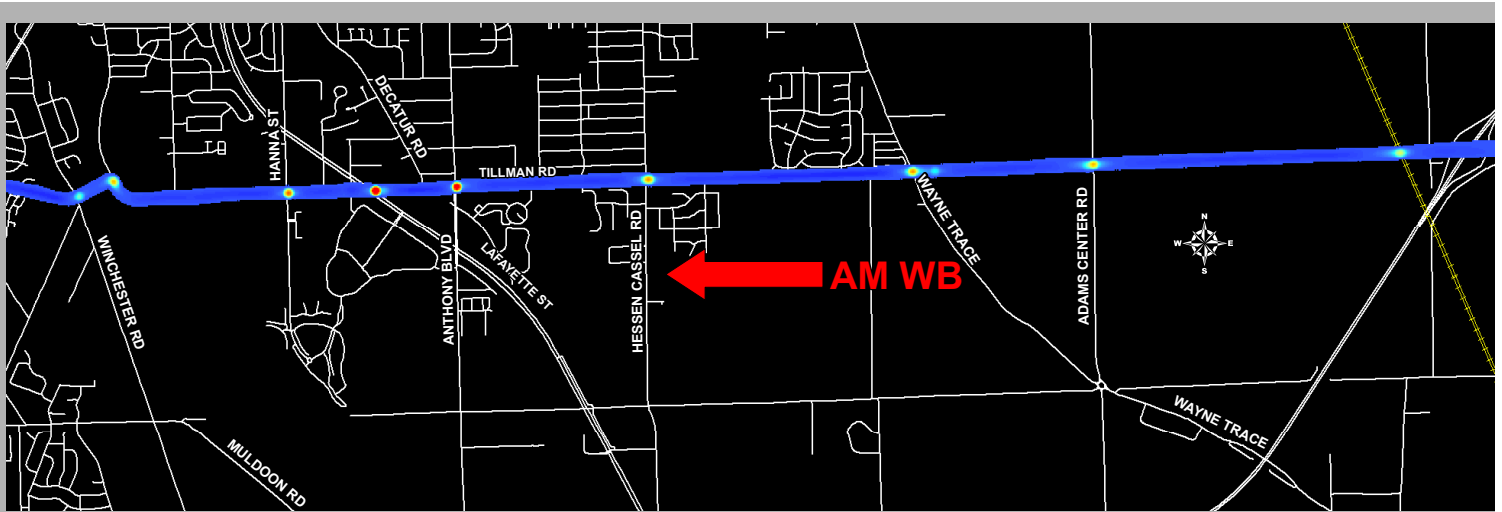 HANNA ST
DECATUR RD
TILLMAN RD
WINCHESTER RD
ANTHONY BLVD
LAFAYETTE ST
HESSEN CASSEL RD
WAYNE TRACE
ADAMS CENTER RD
N
W E
S
AM WB
WAYNE TRACE
MULDOON RD